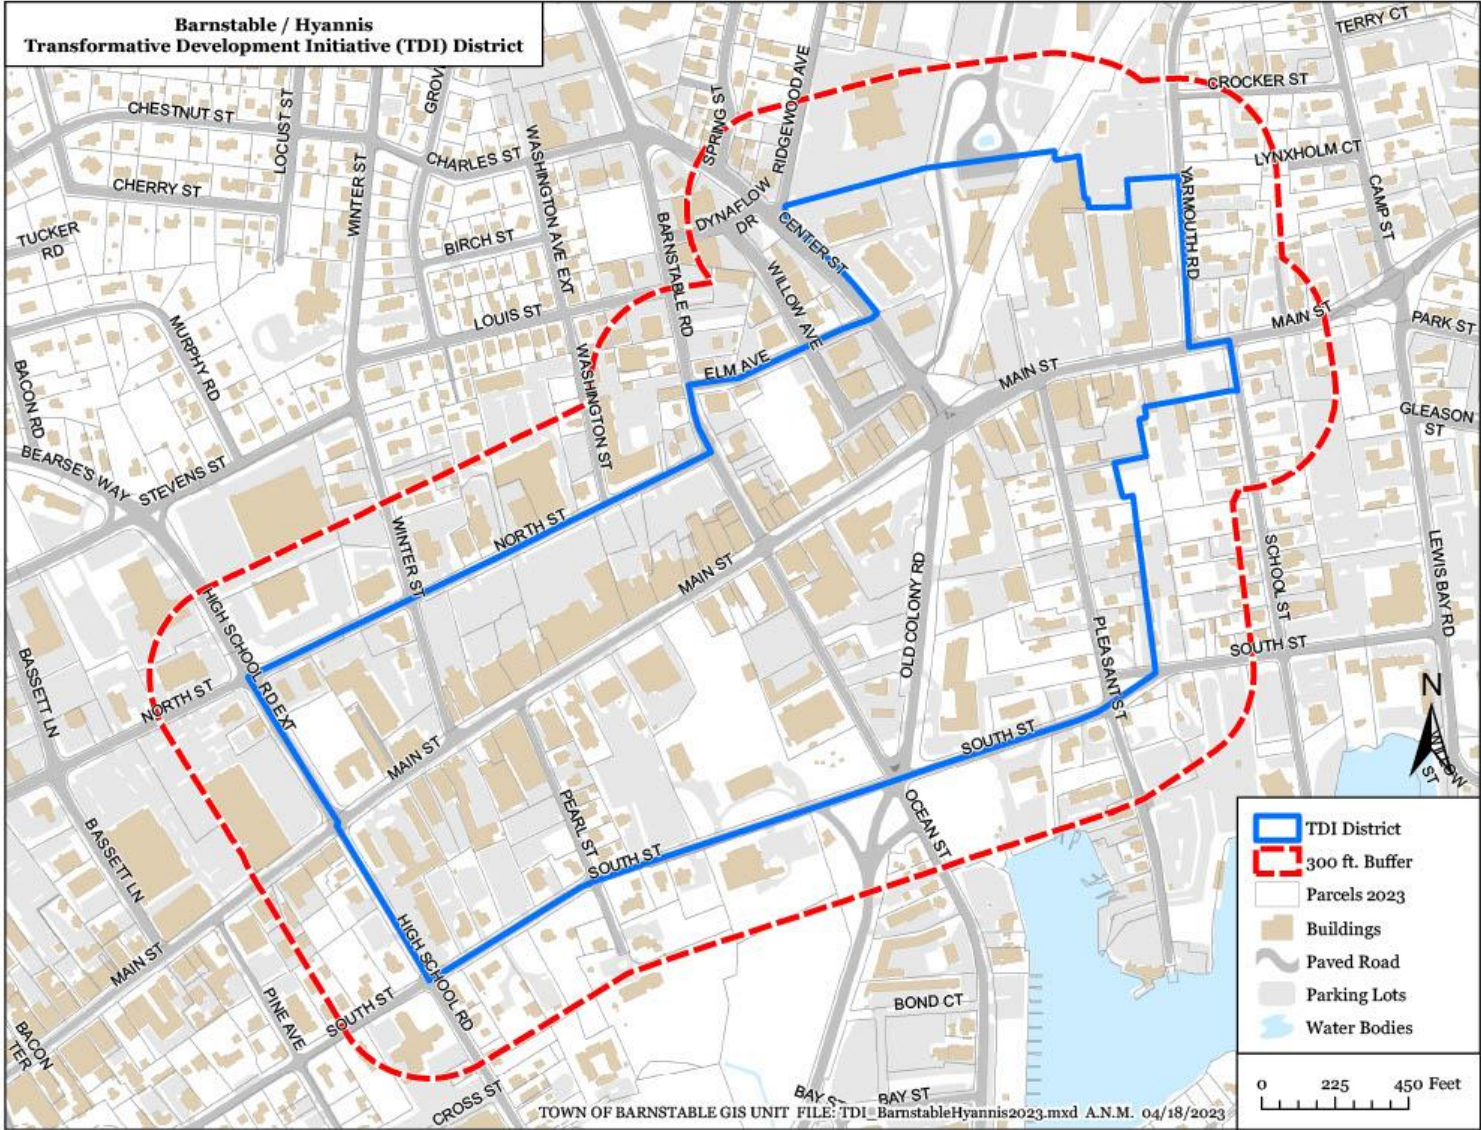 Barnstable / Hyannis
Transformative Development Initiative (TDI) District
TERRY CT
CROCKER ST
LYNXHOLM CT
CAMP ST
YARMOUTH RD
MAIN ST
PARK ST
GLEASON
ST
LEWIS BAY RD
CHESTNUT ST
LOCUST ST
CHERRY ST
TUCKER
RD
WINTER ST
CHARLES ST
WASHINGTON AVE EXT
BIRCH ST
LOUIS ST
SPRING ST
RIDGEWOOD AVE
DYNAFLOW
DR
CENTER ST
BARNSTABLE RD
WILLOW AVE
ELM AVE
MURPHY RD
BACON RD
BEARSE'S WAY
STEVENS ST
WASHINGTON ST
MAIN ST
NORTH ST
WINTER ST
MAIN ST
OLD COLONY RD
PLEASANT ST
SCHOOL ST
SOUTH ST
HIGH SCHOOL RD EXT
NORTH ST
BASSETT LN
MAIN ST
SOUTH ST
PEARL ST
SOUTH ST
OCEAN ST
BASSETT LN
HIGH SCHOOL RD
MAIN ST
SOUTH ST
PINE AVE
BACON
TER
CROSS ST
BOND CT
BAY ST
BAY ST
N
WILLOW
ST
TDI District
300 ft. Buffer
Parcels 2023
Buildings
Paved Road
Parking Lots
Water Bodies
0 225 450 Feet
TOWN OF BARNSTABLE GIS UNIT FILE: TDI_BarnstableHyannis2023.mxd A.N.M. 04/18/2023